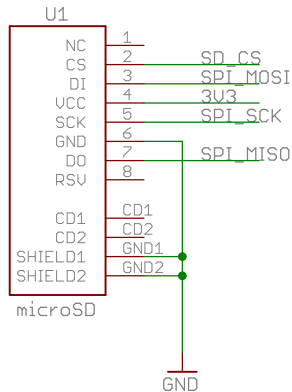 U1
NC 1
CS 2 SD_CS
DI 3 SPI_MOSI
VCC 4 3V3
SCK 5 SPI_SCK
GND 6
DO 7 SPI_MISO
RSV 8
CD1 CD1
CD2 CD2
SHIELD1 GND1
SHIELD2 GND2
microSD
GND